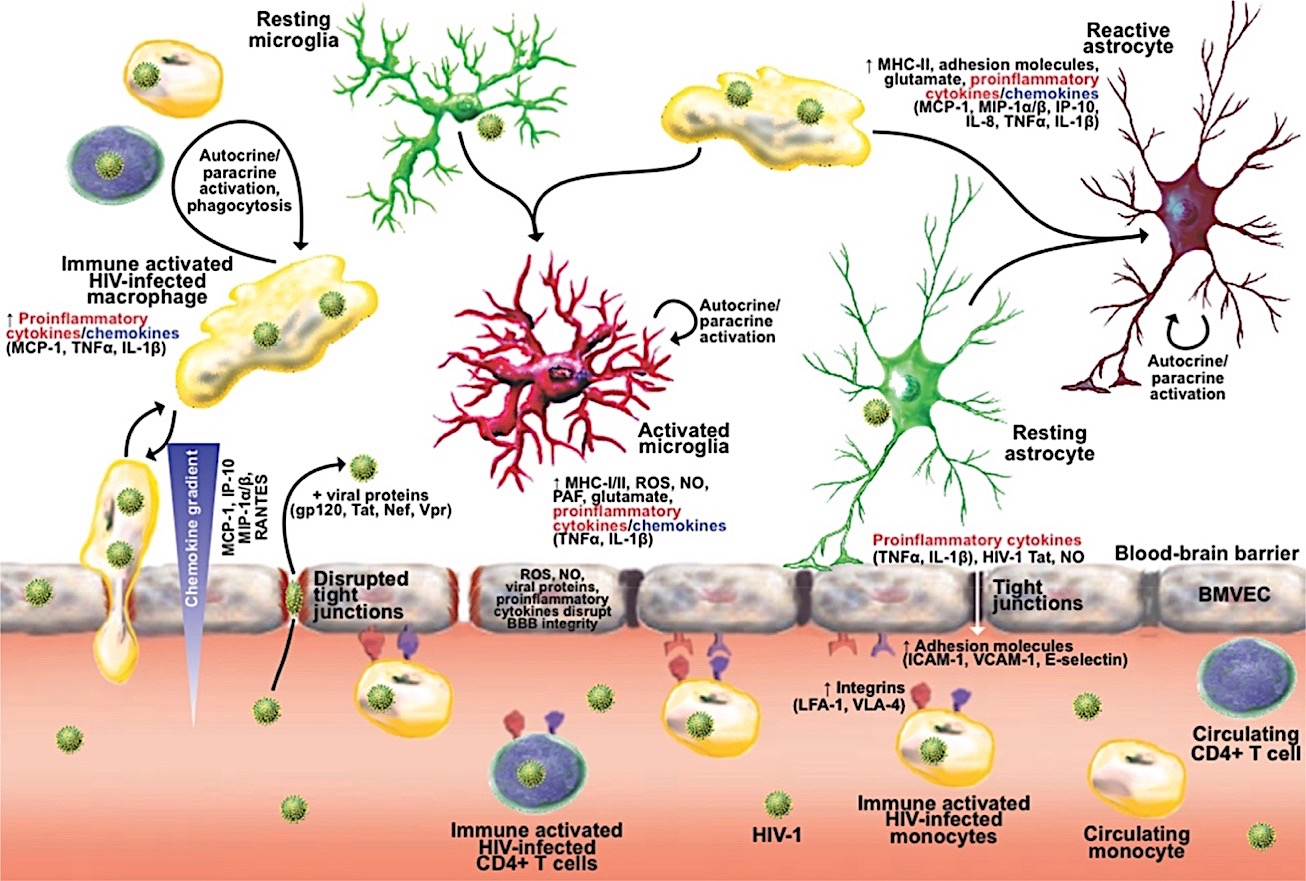 Resting
microglia
Reactive
astrocyte
↑ MHC-II, adhesion molecules,
glutamate, proinflammatory
cytokines/chemokines
(MCP-1, MIP-1α/β, IP-10,
IL-8, TNFα, IL-1β)
Autocrine/
paracrine
activation,
phagocytosis
Immune activated
HIV-infected
macrophage
↑ Proinflammatory
cytokines/chemokines
(MCP-1, TNFα, IL-1β)
Autocrine/
paracrine
activation
Autocrine/
paracrine
activation
Activated
microglia
Resting
astrocyte
Chemokine gradient
MCP-1, IP-10
MIP-1α/β,
RANTES
+ viral proteins
(gp120, Tat, Nef, Vpr)
↑ MHC-I/II, ROS, NO,
PAF, glutamate,
proinflammatory
cytokines/chemokines
(TNFα, IL-1β)
Proinflammatory cytokines
(TNFα, IL-1β), HIV-1 Tat, NO
Blood-brain barrier
Disrupted
tight
junctions
ROS, NO,
viral proteins,
proinflammatory
cytokines disrupt
BBB integrity
Tight
junctions
BMVEC
↑ Adhesion molecules
(ICAM-1, VCAM-1, E-selectin)
↑ Integrins
(LFA-1, VLA-4)
Circulating
CD4+ T cell
Immune activated
HIV-infected
CD4+ T cells
HIV-1
Immune activated
HIV-infected
monocytes
Circulating
monocyte